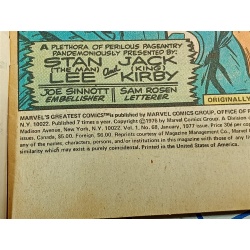 A PLETHORA OF PERILOUS PAGEANTRY
PANDEMONIOUSLY PRESENTED BY:
STAN (THE MAN) LEE and JACK (KING) KIRBY
JOE SINNOTT EMBELLISHER
SAM ROSEN LETTERER
ORIGINALLY
MARVEL'S GREATEST COMICS™ is published by MARVEL COMICS GROUP, OFFICE OF P
N.Y. 10022. Published 7 times a year. Copyright © 1976 by Marvel Comics Group, A Division
Madison Avenue, New York, N.Y. 10022. Vol. 1, No. 68, January, 1977 issue. Price 30¢
issues, Canada, $5.00. Foreign, $6.00. Reprints courtesy of Magazine Management Co.,
any of the names, characters, persons, and/or institutions in this magazine with those of any
similarity which may exist is purely coincidental. Printed in the United States of America.